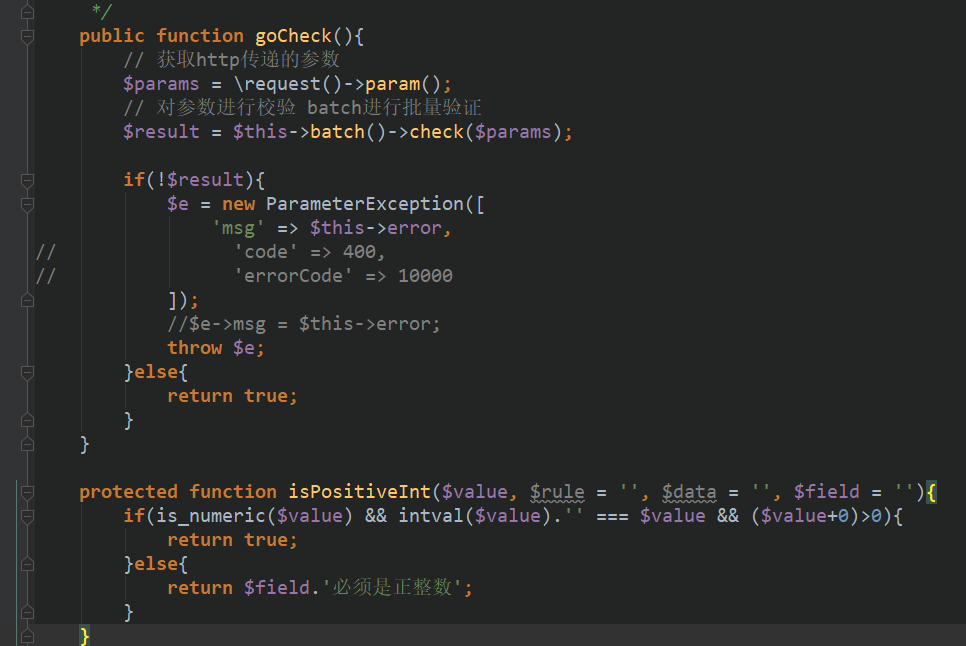 */
public function goCheck(){
// 获取http传递的参数
$params = \request()->param();
// 对参数进行校验 batch进行批量验证
$result = $this->batch()->check($params);
if(!$result){
$e = new ParameterException([
'msg' => $this->error,
// 'code' => 400,
// 'errorCode' => 10000
]);
//$e->msg = $this->error;
throw $e;
}else{
return true;
}
}
protected function isPositiveInt($value, $rule = '', $data = '', $field = ''){
if(is_numeric($value) && intval($value).'' === $value && ($value+0)>0){
return true;
}else{
return $field.'必须是正整数';
}
}